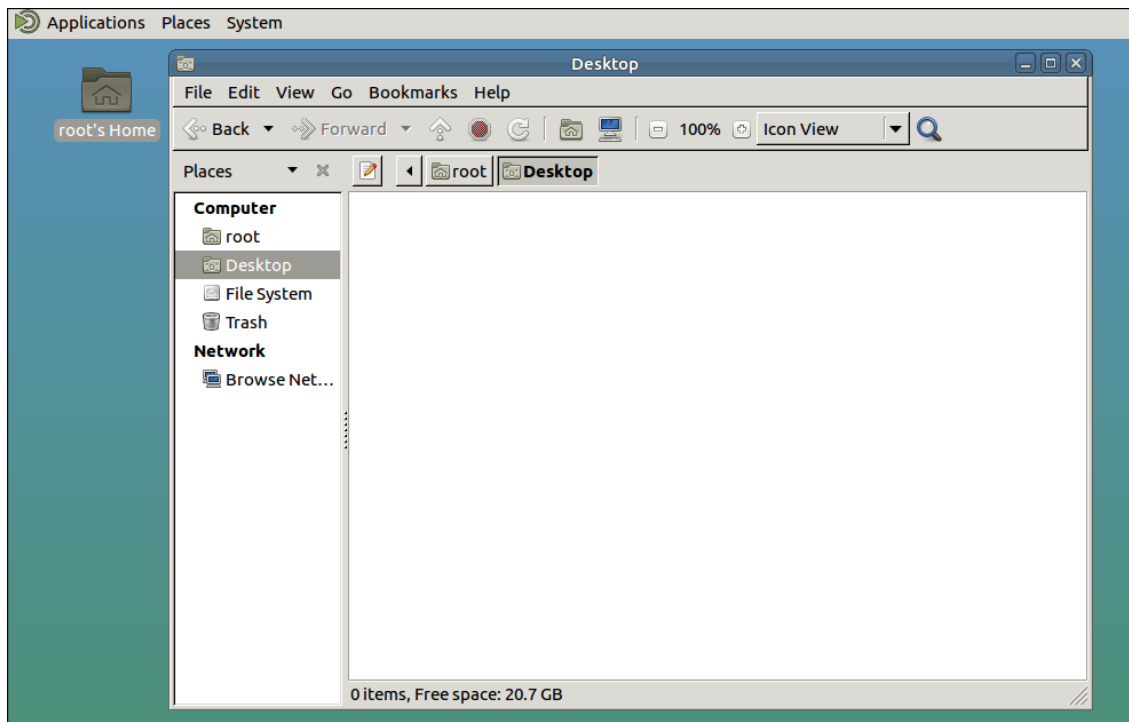 Applications Places System
root's Home
Desktop
File Edit View Go Bookmarks Help
Back Forward 100% Icon View
Places root Desktop
Computer
root
Desktop
File System
Trash
Network
Browse Net...
0 items, Free space: 20.7 GB